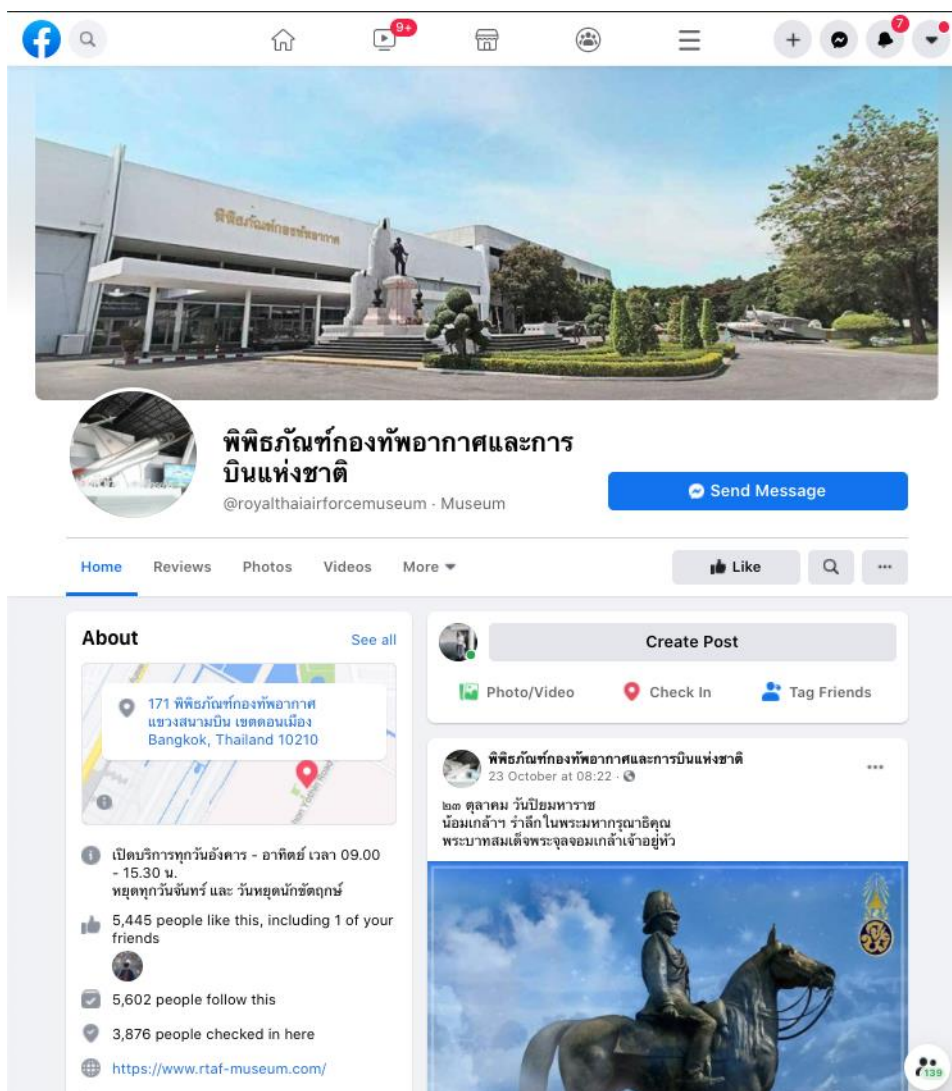 9+
7
พิพิธภัณฑ์กองทัพอากาศ
พิพิธภัณฑ์กองทัพอากาศและการ
บินแห่งชาติ
@royalthaiairforcemuseum · Museum
Send Message
Home Reviews Photos Videos More
Like
About
See all
171 พิพิธภัณฑ์กองทัพอากาศ
แขวงสนามบิน เขตดอนเมือง
Bangkok, Thailand 10210
เปิดบริการทุกวันอังคาร - อาทิตย์ เวลา 09.00
- 15.30 น.
หยุดทุกวันจันทร์ และ วันหยุดนักขัตฤกษ์
5,445 people like this, including 1 of your
friends
5,602 people follow this
3,876 people checked in here
https://www.rtaf-museum.com/
Create Post
Photo/Video Check In Tag Friends
พิพิธภัณฑ์กองทัพอากาศและการบินแห่งชาติ
23 October at 08:22 ·
๒๓ ตุลาคม วันปิยมหาราช
น้อมเกล้าฯ รำลึกในพระมหากรุณาธิคุณ
พระบาทสมเด็จพระจุลจอมเกล้าเจ้าอยู่หัว
139